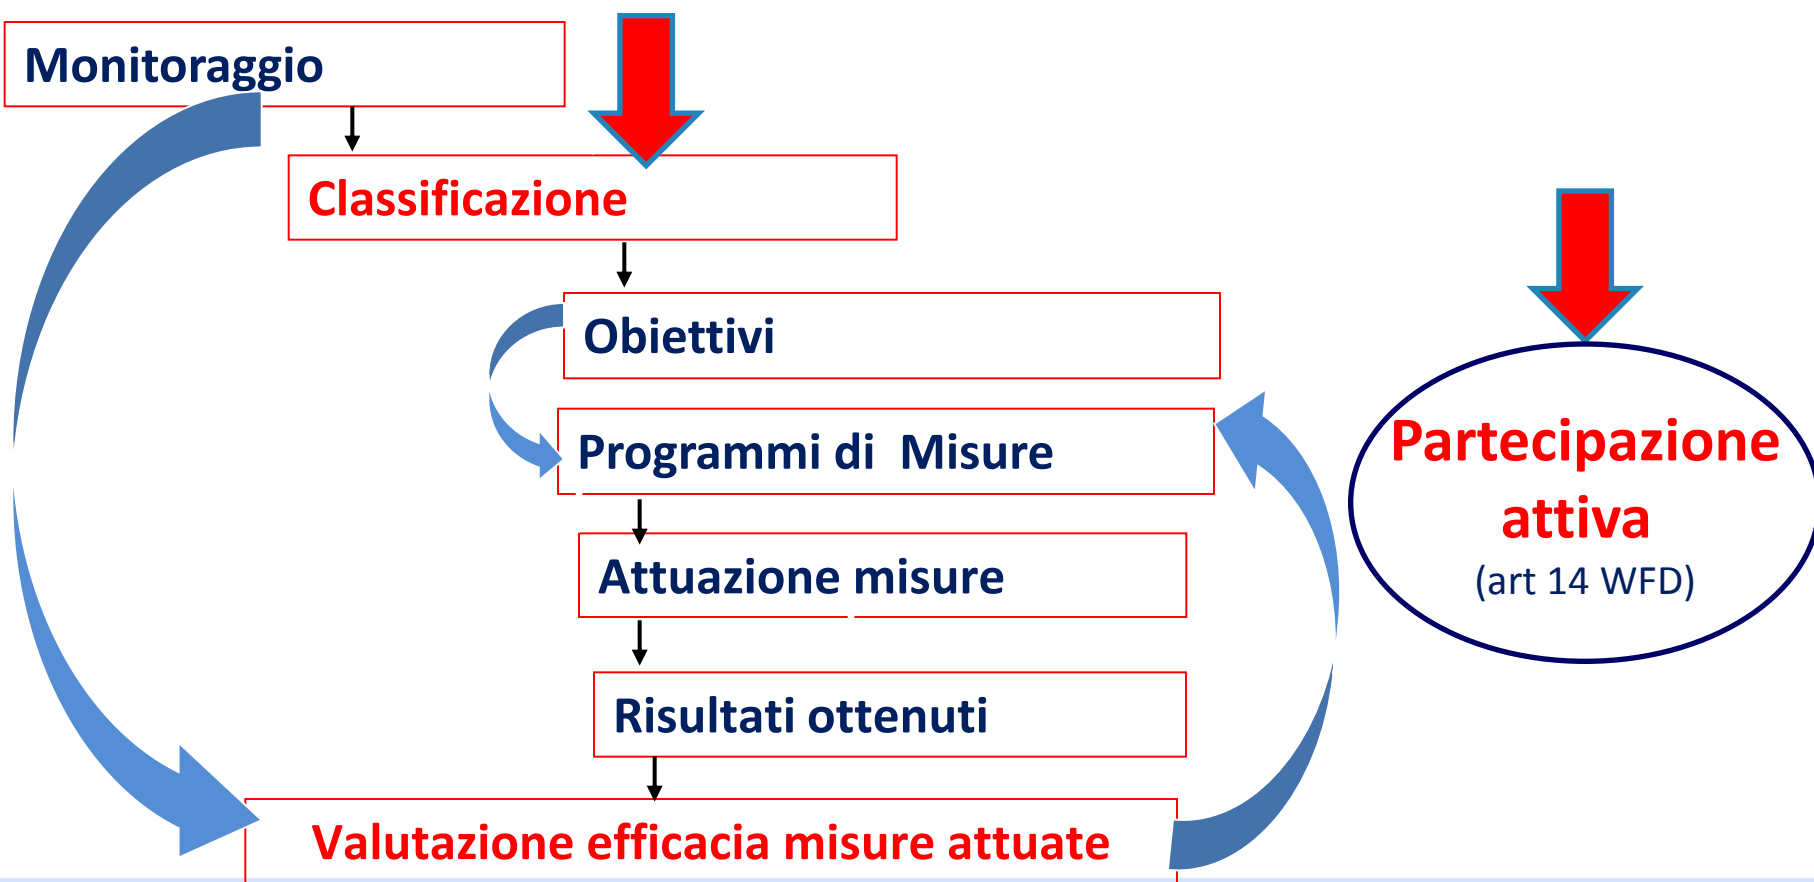 Monitoraggio
Classificazione
Obiettivi
Programmi di  Misure
Attuazione misure
Risultati ottenuti
Valutazione efficacia misure attuate
Partecipazione
attiva
(art 14 WFD)